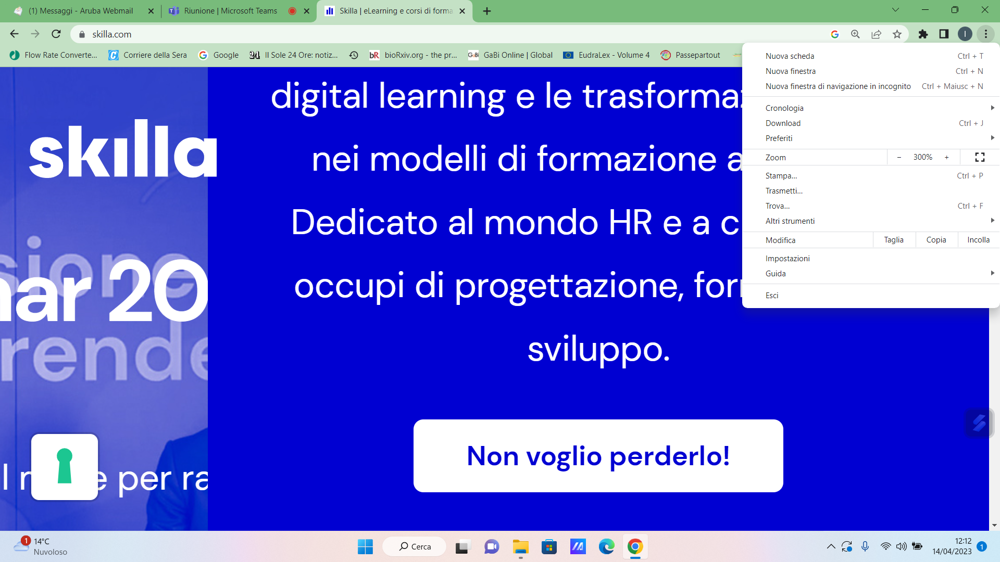 (1) Messaggi - Aruba Webmail
Riunione | Microsoft Teams
Skilla | eLearning e corsi di forma
skilla.com
Flow Rate Converte...
Corriere della Sera
Google
Il Sole 24 Ore: notiz...
bioRxiv.org - the pr...
GaBi Online | Global
EudraLex - Volume 4
Passepartout
Nuova scheda Ctrl + T
Nuova finestra Ctrl + N
Nuova finestra di navigazione in incognito Ctrl + Maiusc + N
Cronologia
Download Ctrl + J
Preferiti
Zoom - 300% +
Stampa... Ctrl + P
Trasmetti...
Trova... Ctrl + F
Altri strumenti
Modifica Taglia Copia Incolla
Impostazioni
Guida
Esci
skilla
sione
nar 20
rende
per ra
digital learning e le trasformaz
nei modelli di formazione a
Dedicato al mondo HR e a c
occupi di progettazione, for
sviluppo.
Non voglio perderlo!
1
14°C
Nuvoloso
Cerca
12:12
14/04/2023
1